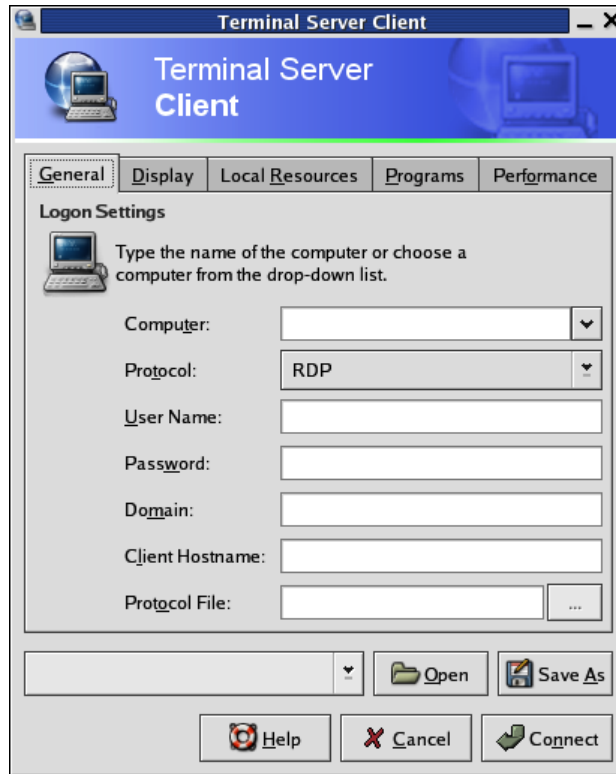 Terminal Server Client
Terminal Server
Client
General Display Local Resources Programs Performance
Logon Settings
Type the name of the computer or choose a
computer from the drop-down list.
Computer:
Protocol: RDP
User Name:
Password:
Domain:
Client Hostname:
Protocol File: ...
Open Save As
Help Cancel Connect